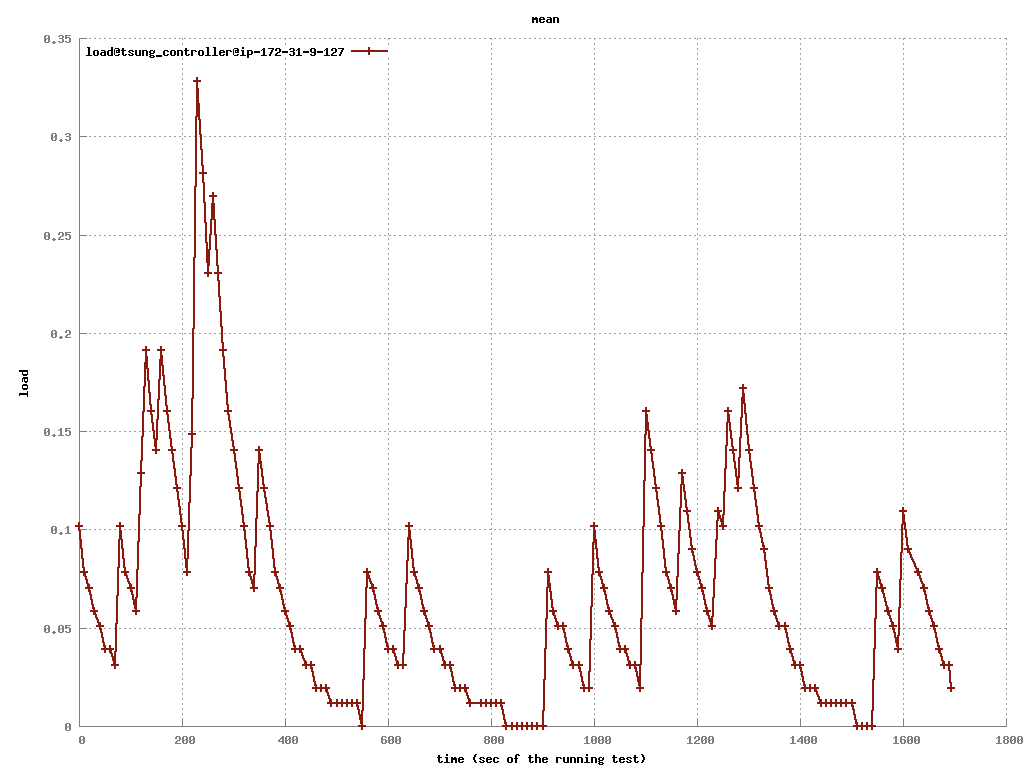 mean
load@tsung_controller@ip-172-31-9-127
0.35
0.3
0.25
0.2
0.15
0.1
0.05
0
load
0 200 400 600 800 1000 1200 1400 1600 1800
time (sec of the running test)